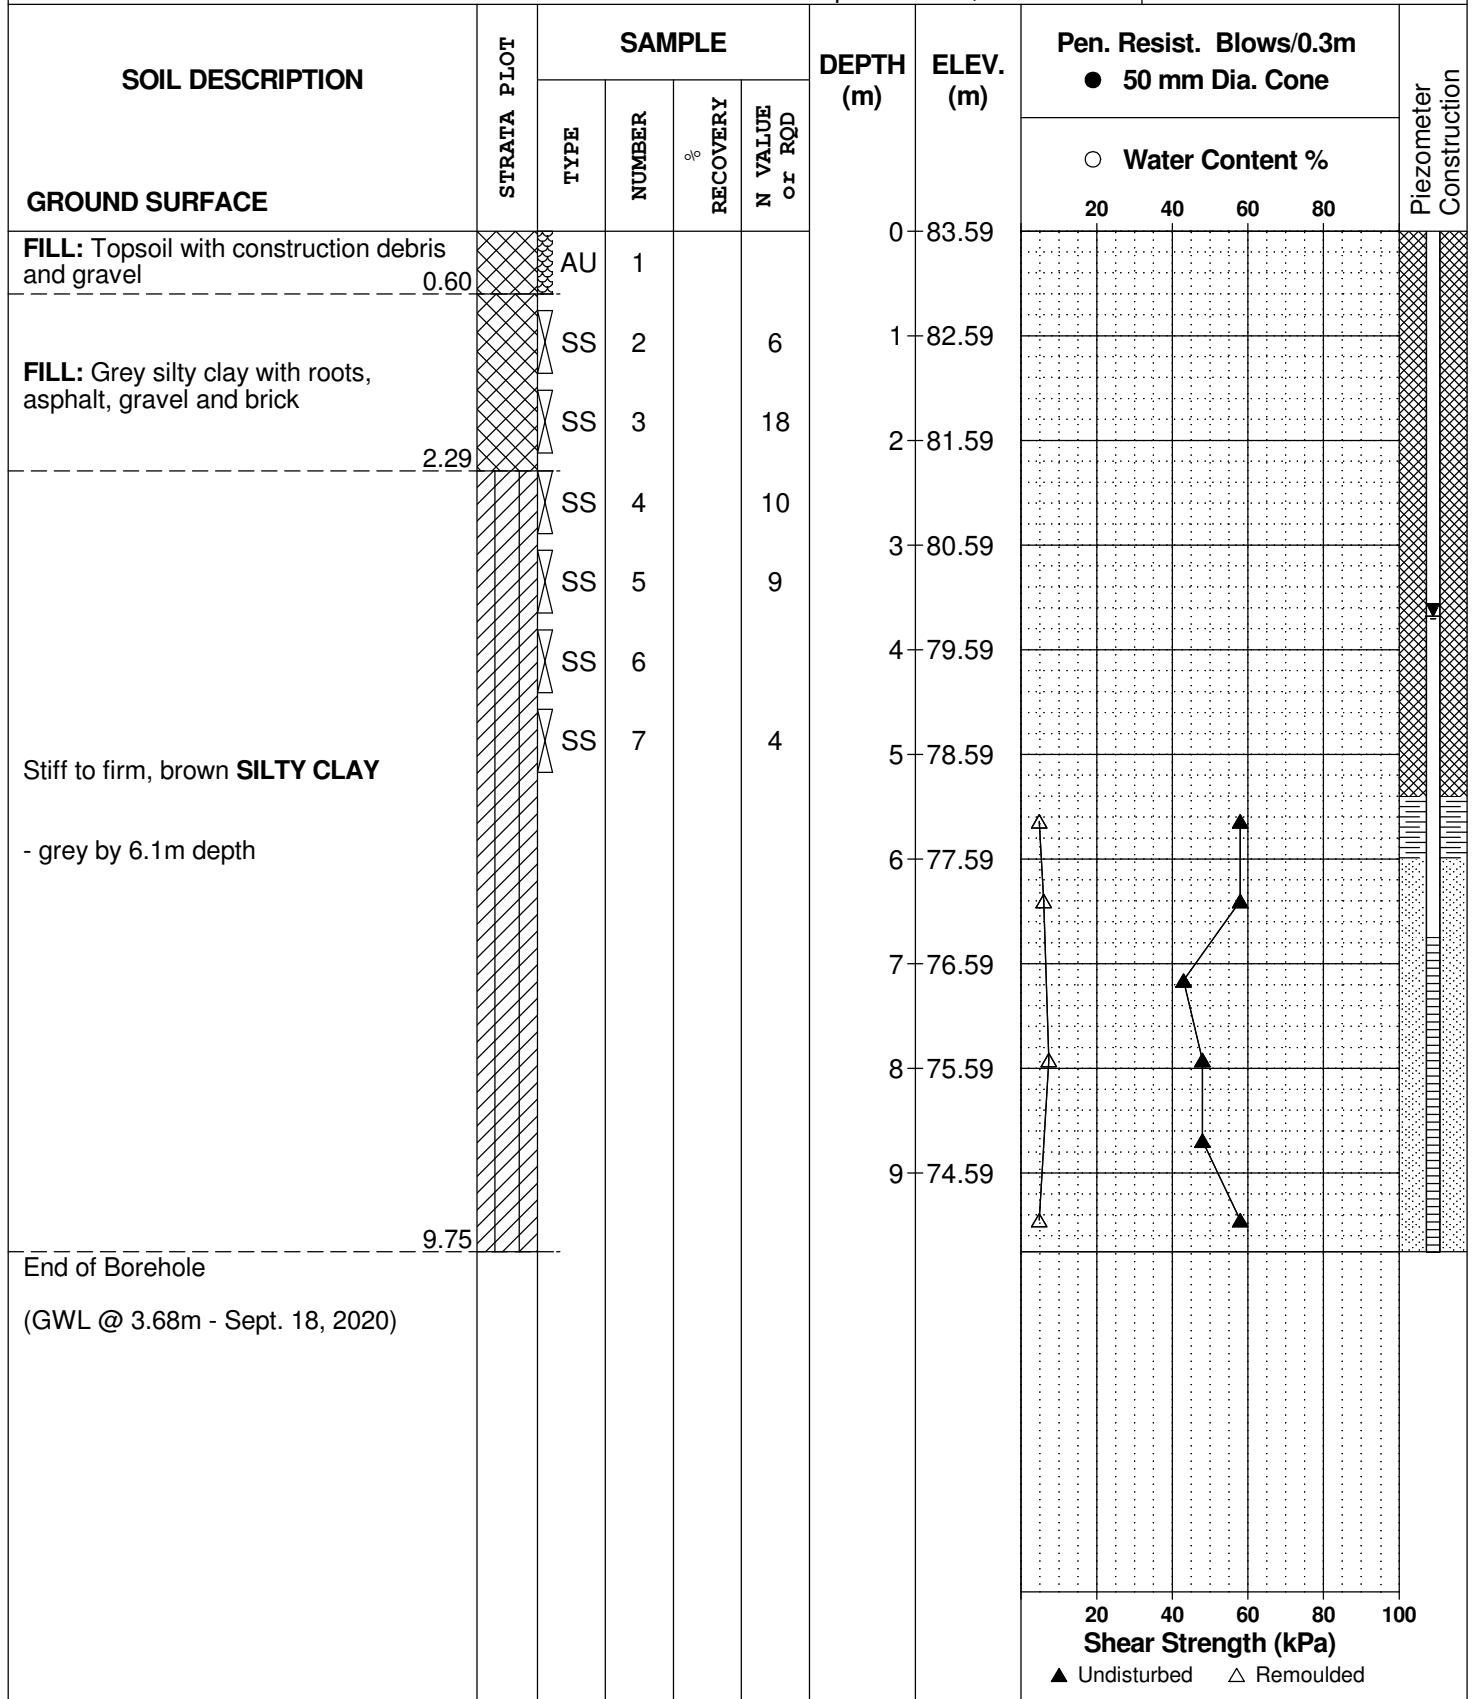 SOIL DESCRIPTION
GROUND SURFACE
STRATA PLOT
SAMPLE
TYPE
NUMBER
%
RECOVERY
N VALUE
or RQD
DEPTH
(m)
ELEV.
(m)
Pen. Resist. Blows/0.3m
● 50 mm Dia. Cone
○ Water Content %
20 40 60 80
Piezometer
Construction
FILL: Topsoil with construction debris
and gravel
0.60
AU 1
0 83.59
FILL: Grey silty clay with roots,
asphalt, gravel and brick
2.29
SS 2 6
1 82.59
SS 3 18
2 81.59
SS 4 10
3 80.59
SS 5 9
SS 6
4 79.59
SS 7 4
5 78.59
Stiff to firm, brown SILTY CLAY
- grey by 6.1m depth
6 77.59
7 76.59
8 75.59
9 74.59
9.75
End of Borehole
(GWL @ 3.68m - Sept. 18, 2020)
20 40 60 80 100
Shear Strength (kPa)
▲ Undisturbed △ Remoulded